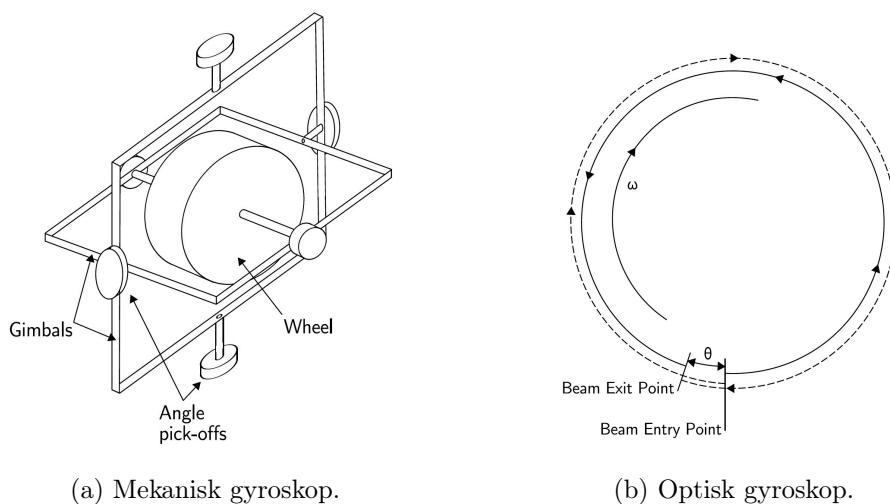 Gimbals
Wheel
Angle
pick-offs
(a) Mekanisk gyroskop.
ω
θ
Beam Exit Point
Beam Entry Point
(b) Optisk gyroskop.